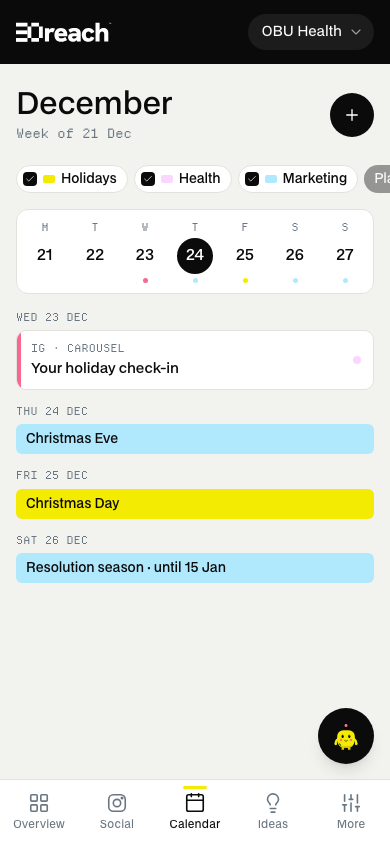 reach
OBU Health
December
Week of 21 Dec
Holidays
Health
Marketing
M T W T F S S
21 22 23 24 25 26 27
WED 23 DEC
IG · CAROUSEL
Your holiday check-in
THU 24 DEC
Christmas Eve
FRI 25 DEC
Christmas Day
SAT 26 DEC
Resolution season · until 15 Jan
Overview
Social
Calendar
Ideas
More